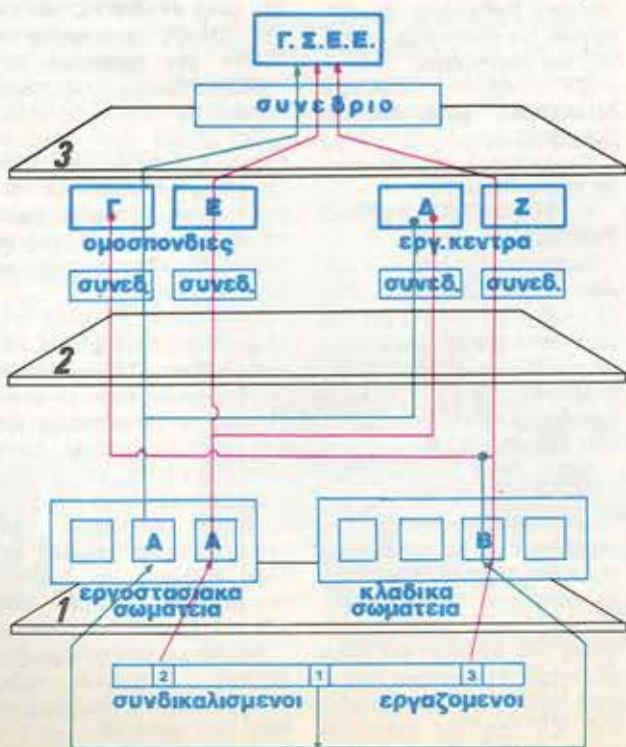 Γ. Σ. Ε. Ε.
συνεδριο
3
Γ Ε Δ Ζ
ομοσπονδιες εργ. κεντρα
συνεδ. συνεδ. συνεδ. συνεδ.
2
Α Α Β
εργοστασιακα σωματεια
κλαδικα σωματεια
1
2 1 3
συνδικαλισμενοι εργαζομενοι